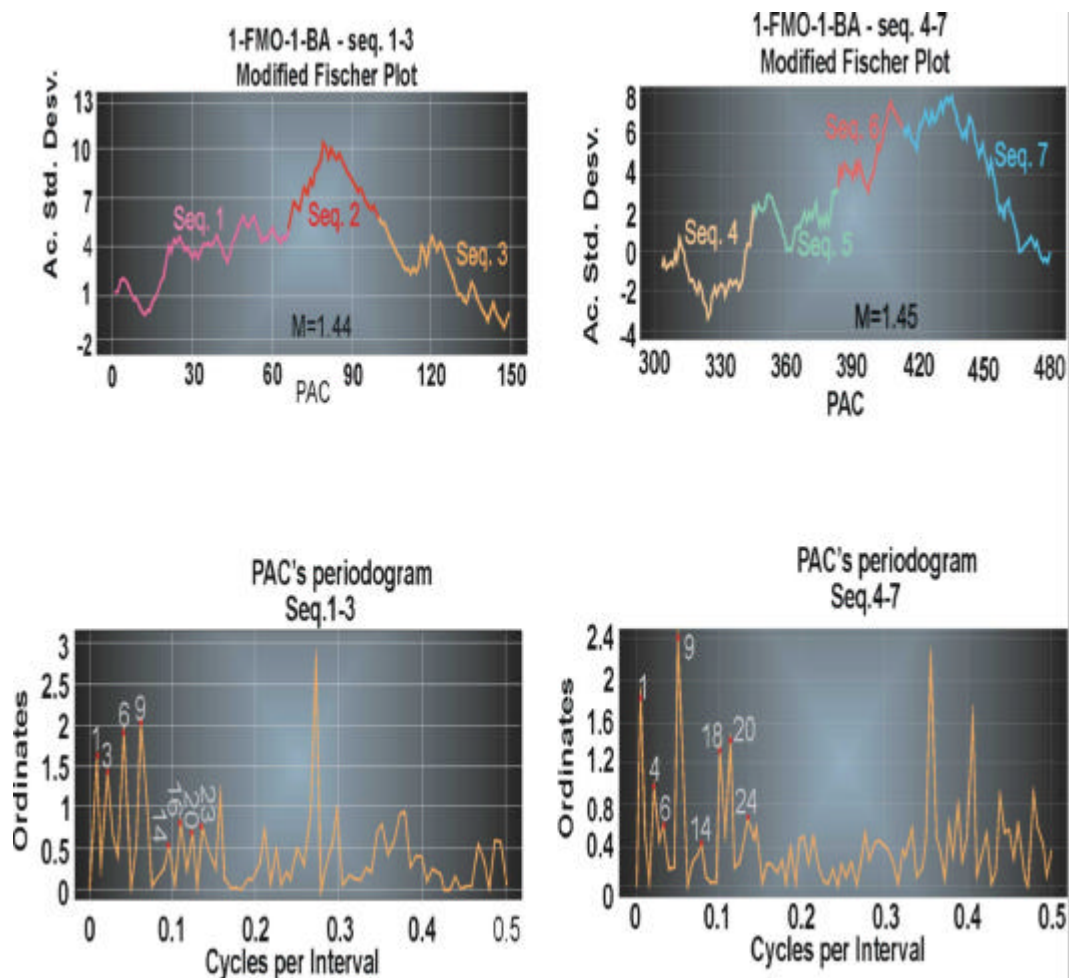 1-FMO-1-BA - seq. 1-3
Modified Fischer Plot
Ac. Std. Desv.
13
10
7
4
1
-2
Seq. 1
Seq. 2
Seq. 3
M=1.44
0 30 60 90 120 150
PAC
1-FMO-1-BA - seq. 4-7
Modified Fischer Plot
Ac. Std. Desv.
8
6
4
2
0
-2
-4
Seq. 4
Seq. 5
Seq. 6
Seq. 7
M=1.45
300 330 360 390 420 450 480
PAC
PAC's periodogram
Seq.1-3
Ordinates
3
2.5
2
1.5
1
0.5
0
1 3 6 9 14 16 20 23
0 0.1 0.2 0.3 0.4 0.5
Cycles per Interval
PAC's periodogram
Seq.4-7
Ordinates
2.4
2
1.6
1.2
0.8
0.4
0
1 4 6 9 14 18 20 24
0 0.1 0.2 0.3 0.4 0.5
Cycles per Interval